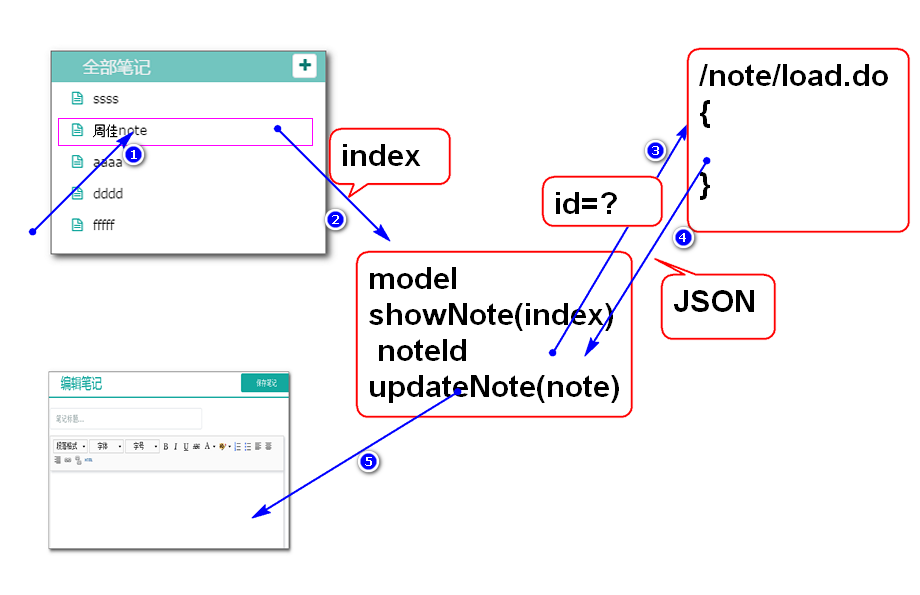 全部笔记
+
ssss
周佳note
aaaa
dddd
fffff
1
index
2
/note/load.do
{
}
3
id=?
4
JSON
model
showNote(index)
noteId
updateNote(note)
5
编辑笔记
保存笔记
笔记标题...
段落格式 字体 字号 B I U ABC A
HTML